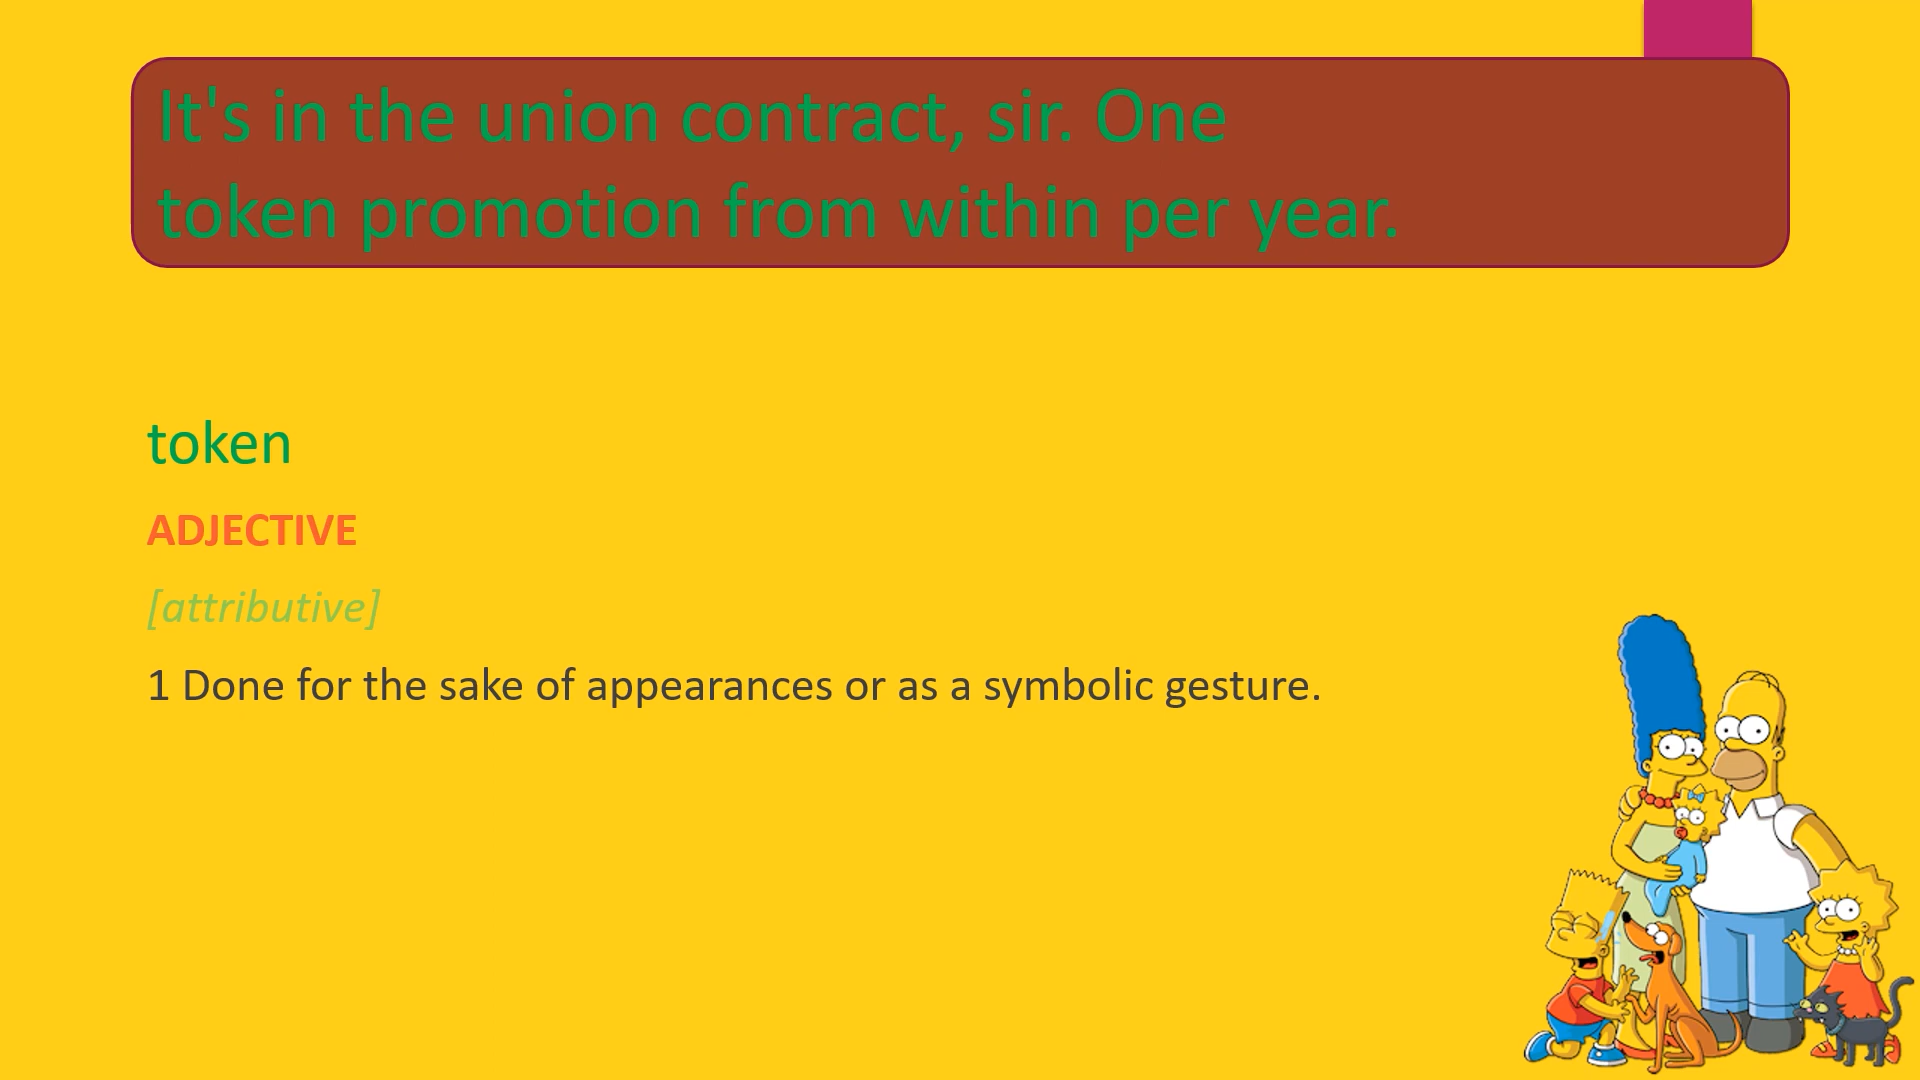 It's in the union contract, sir. One
token promotion from within per year.
token
ADJECTIVE
[attributive]
1 Done for the sake of appearances or as a symbolic gesture.